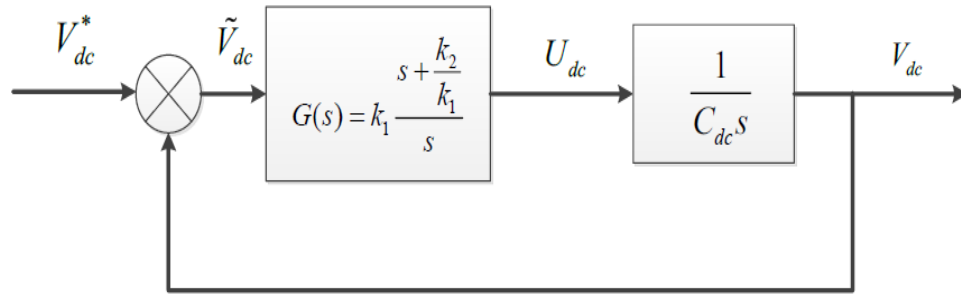 V*dc
Ṽdc
G(s) = k1 (s + k2/k1)/s
Udc
1/(Cdc s)
Vdc